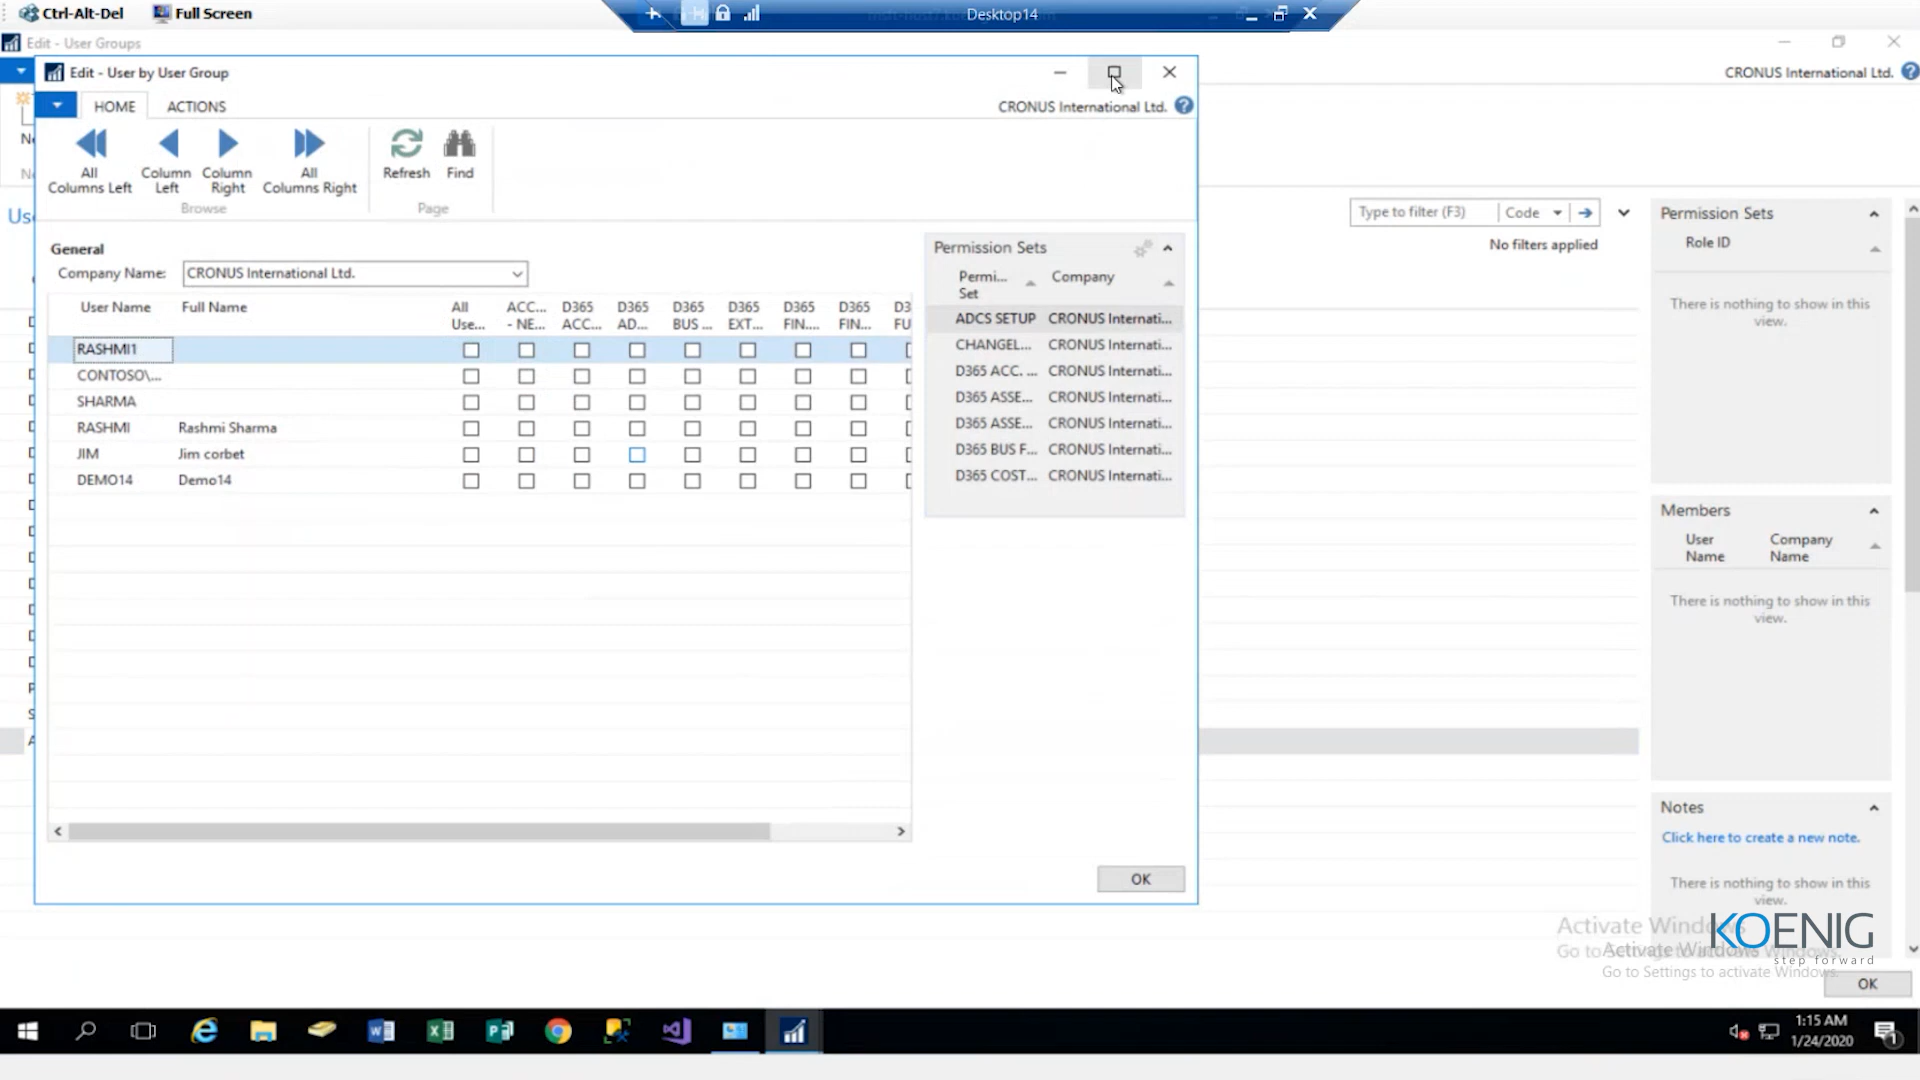 Ctrl-Alt-Del Full Screen
Desktop14
Edit - User Groups
CRONUS International Ltd.
Edit - User by User Group
HOME ACTIONS
CRONUS International Ltd.
All Columns Left
Column Left
Column Right
All Columns Right
Refresh
Find
Browse
Page
General
Company Name: CRONUS International Ltd.
User Name Full Name All Use... ACC... - NE... D365 ACC... D365 AD... D365 BUS ... D365 EXT... D365 FIN.... D365 FIN... D3 FU
RASHMI1
CONTOSO\...
SHARMA
RASHMI Rashmi Sharma
JIM Jim corbet
DEMO14 Demo14
Permission Sets
Permi... Set Company
ADCS SETUP CRONUS Internati...
CHANGEL... CRONUS Internati...
D365 ACC. ... CRONUS Internati...
D365 ASSE... CRONUS Internati...
D365 ASSE... CRONUS Internati...
D365 BUS F... CRONUS Internati...
D365 COST... CRONUS Internati...
OK
Type to filter (F3) Code
No filters applied
Permission Sets
Role ID
There is nothing to show in this
view.
Members
User Name Company Name
There is nothing to show in this
view.
Notes
Click here to create a new note.
There is nothing to show in this
view.
Activate Windows
KOENIG
step forward
Activate Windows
Go to Settings to activate Windows.
OK
1:15 AM
1/24/2020